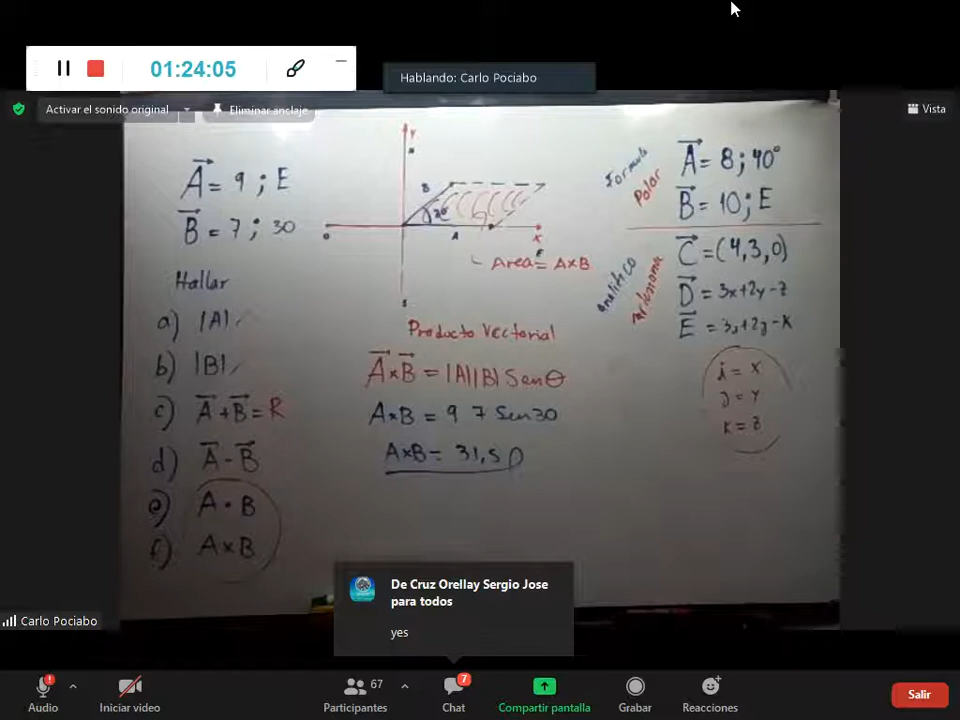 01:24:05
Hablando: Carlo Pociabo
Activar el sonido original
Eliminar anclaje
Vista
A = 9 ; E
B = 7 ; 30
Hallar
a) |A|
b) |B|
c) A + B = R
d) A - B
e) A · B
f) A x B
Y
B
30
A
X
E
S
Area = A x B
Producto Vectorial
A x B = |A||B| Sen θ
A x B = 9 7 Sen 30
A x B = 31,5
Formula
Polar
A = 8 ; 40°
B = 10 ; E
analitico
C = (4,3,0)
D = 3x+2y-z
i = x
J = Y
K = Z
De Cruz Orellay Sergio Jose
para todos
yes
Carlo Pociabo
Audio
Iniciar video
67
Participantes
7
Chat
Compartir pantalla
Grabar
Reacciones
Salir